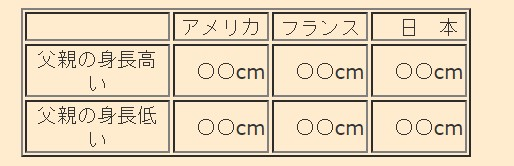 アメリカ フランス 日　本
父親の身長高い ○○cm ○○cm ○○cm
父親の身長低い ○○cm ○○cm ○○cm